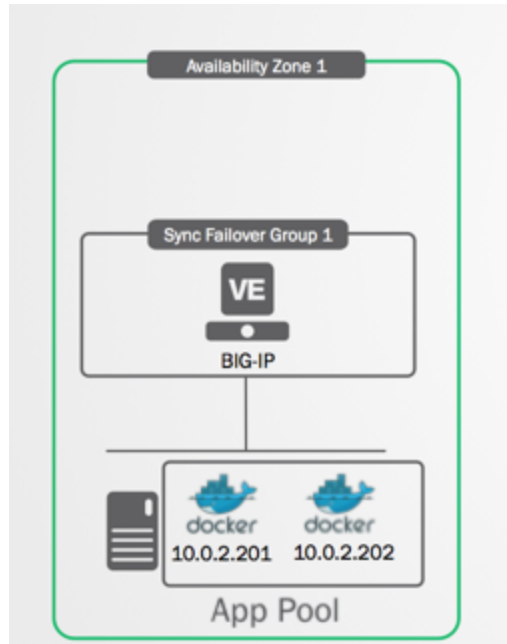 Availability Zone 1
Sync Failover Group 1
VE
BIG-IP
docker docker
10.0.2.201 10.0.2.202
App Pool